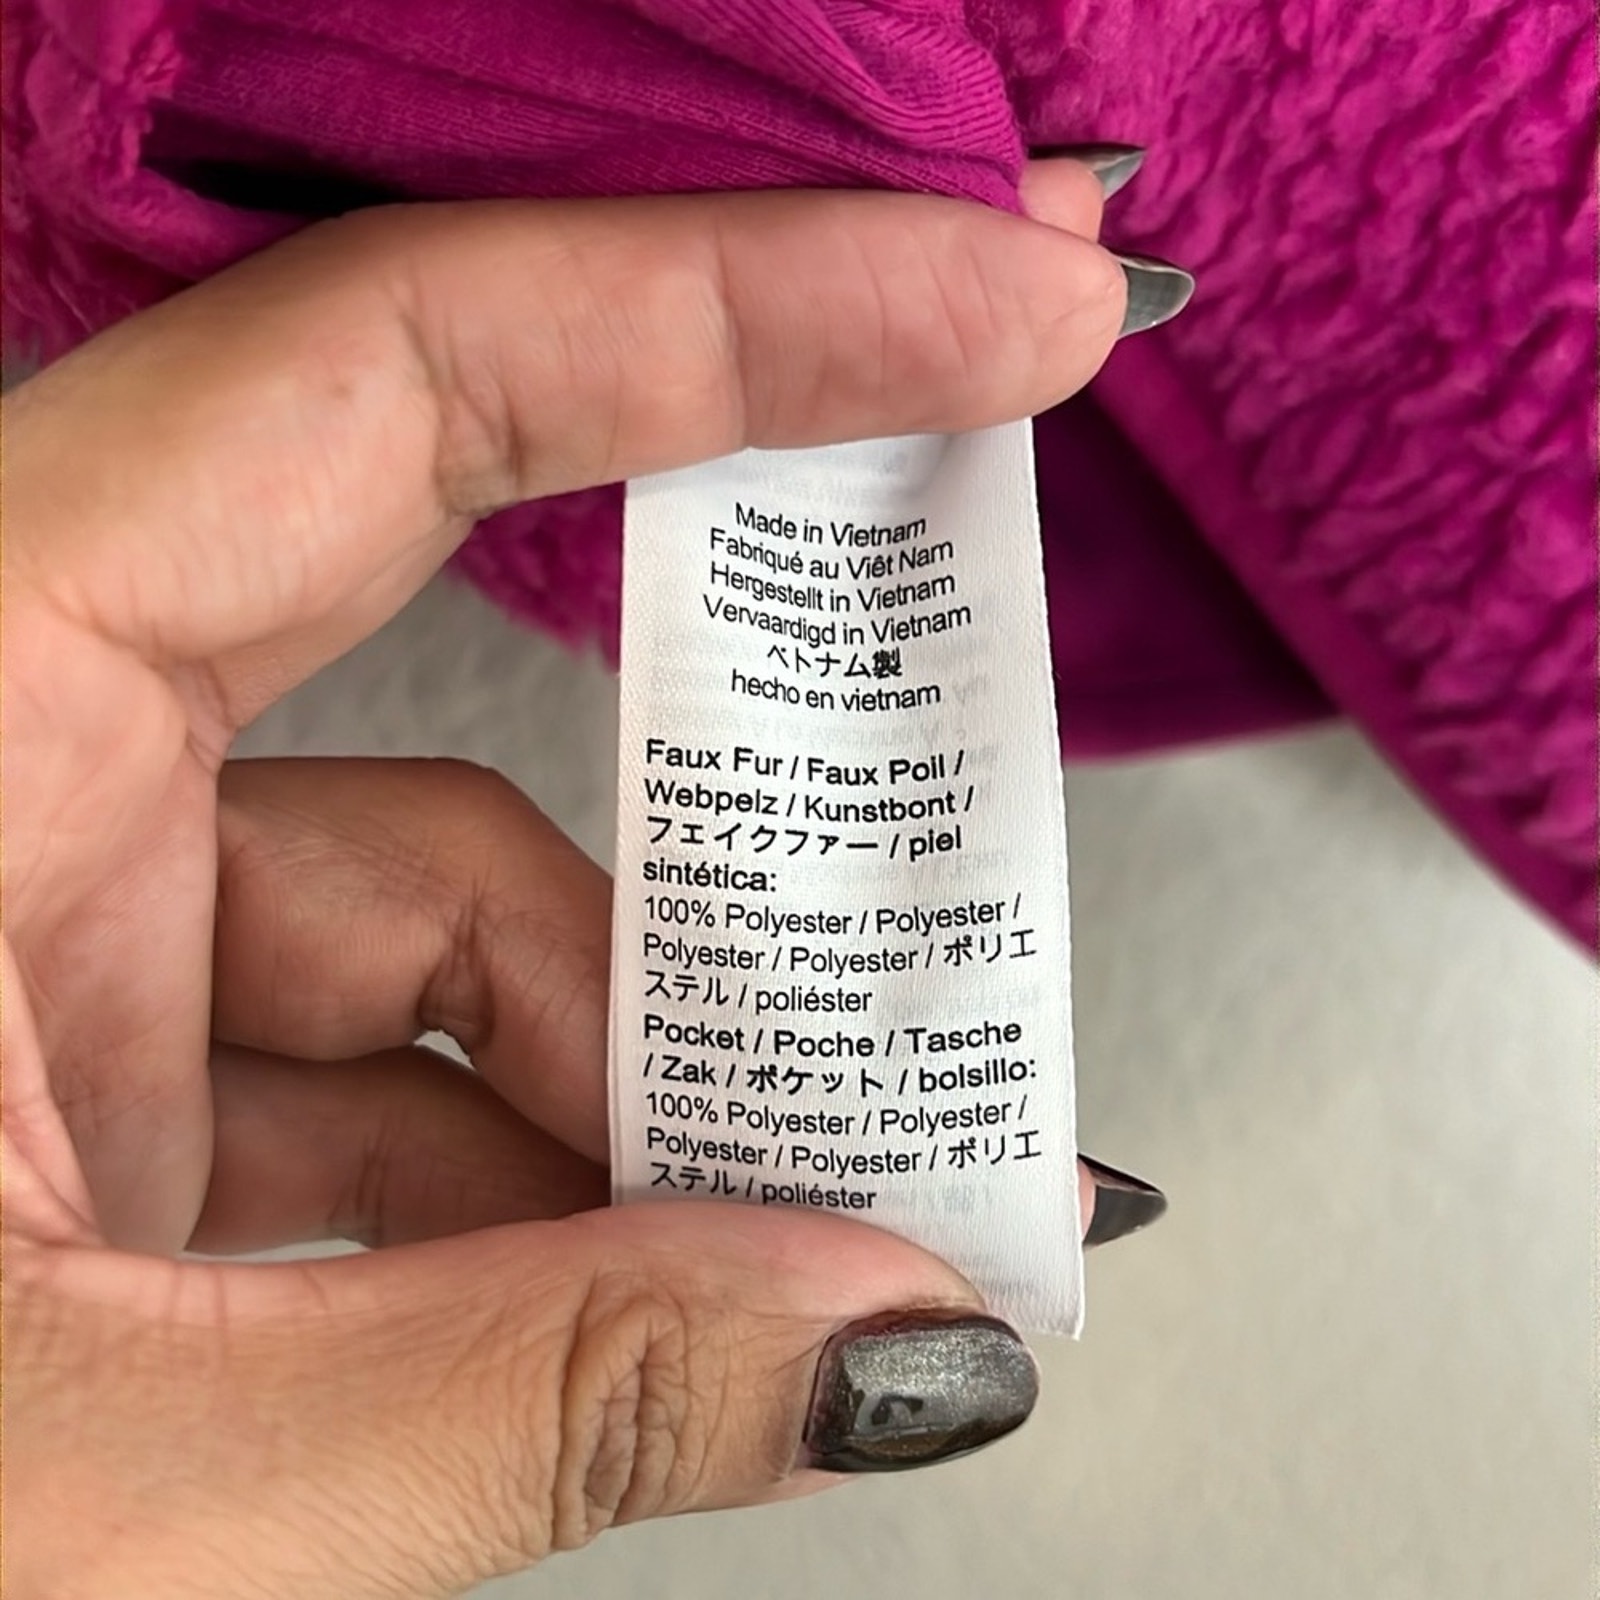 Made in Vietnam
Fabriqué au Viêt Nam
Hergestellt in Vietnam
Vervaardigd in Vietnam
ベトナム製
hecho en vietnam
Faux Fur / Faux Poil /
Webpelz / Kunstbont /
フェイクファー / piel
sintética:
100% Polyester / Polyester /
Polyester / Polyester / ポリエ
ステル / poliéster
Pocket / Poche / Tasche
/ Zak / ポケット / bolsillo:
100% Polyester / Polyester /
Polyester / Polyester / ポリエ
ステル / poliéster